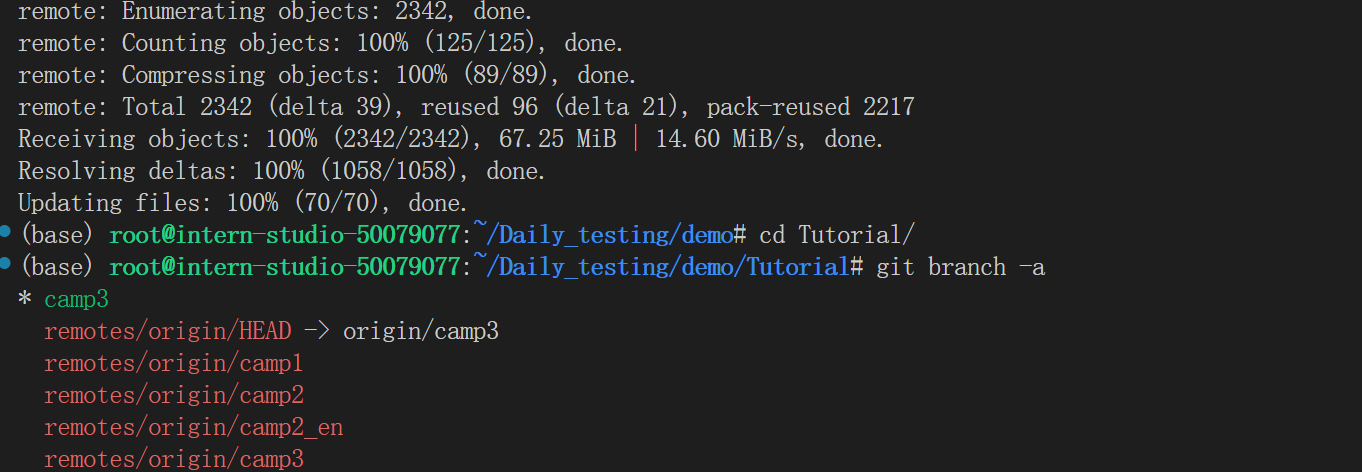 remote: Enumerating objects: 2342, done.
remote: Counting objects: 100% (125/125), done.
remote: Compressing objects: 100% (89/89), done.
remote: Total 2342 (delta 39), reused 96 (delta 21), pack-reused 2217
Receiving objects: 100% (2342/2342), 67.25 MiB | 14.60 MiB/s, done.
Resolving deltas: 100% (1058/1058), done.
Updating files: 100% (70/70), done.
(base) root@intern-studio-50079077:~/Daily_testing/demo# cd Tutorial/
(base) root@intern-studio-50079077:~/Daily_testing/demo/Tutorial# git branch -a
* camp3
  remotes/origin/HEAD -> origin/camp3
  remotes/origin/camp1
  remotes/origin/camp2
  remotes/origin/camp2_en
  remotes/origin/camp3